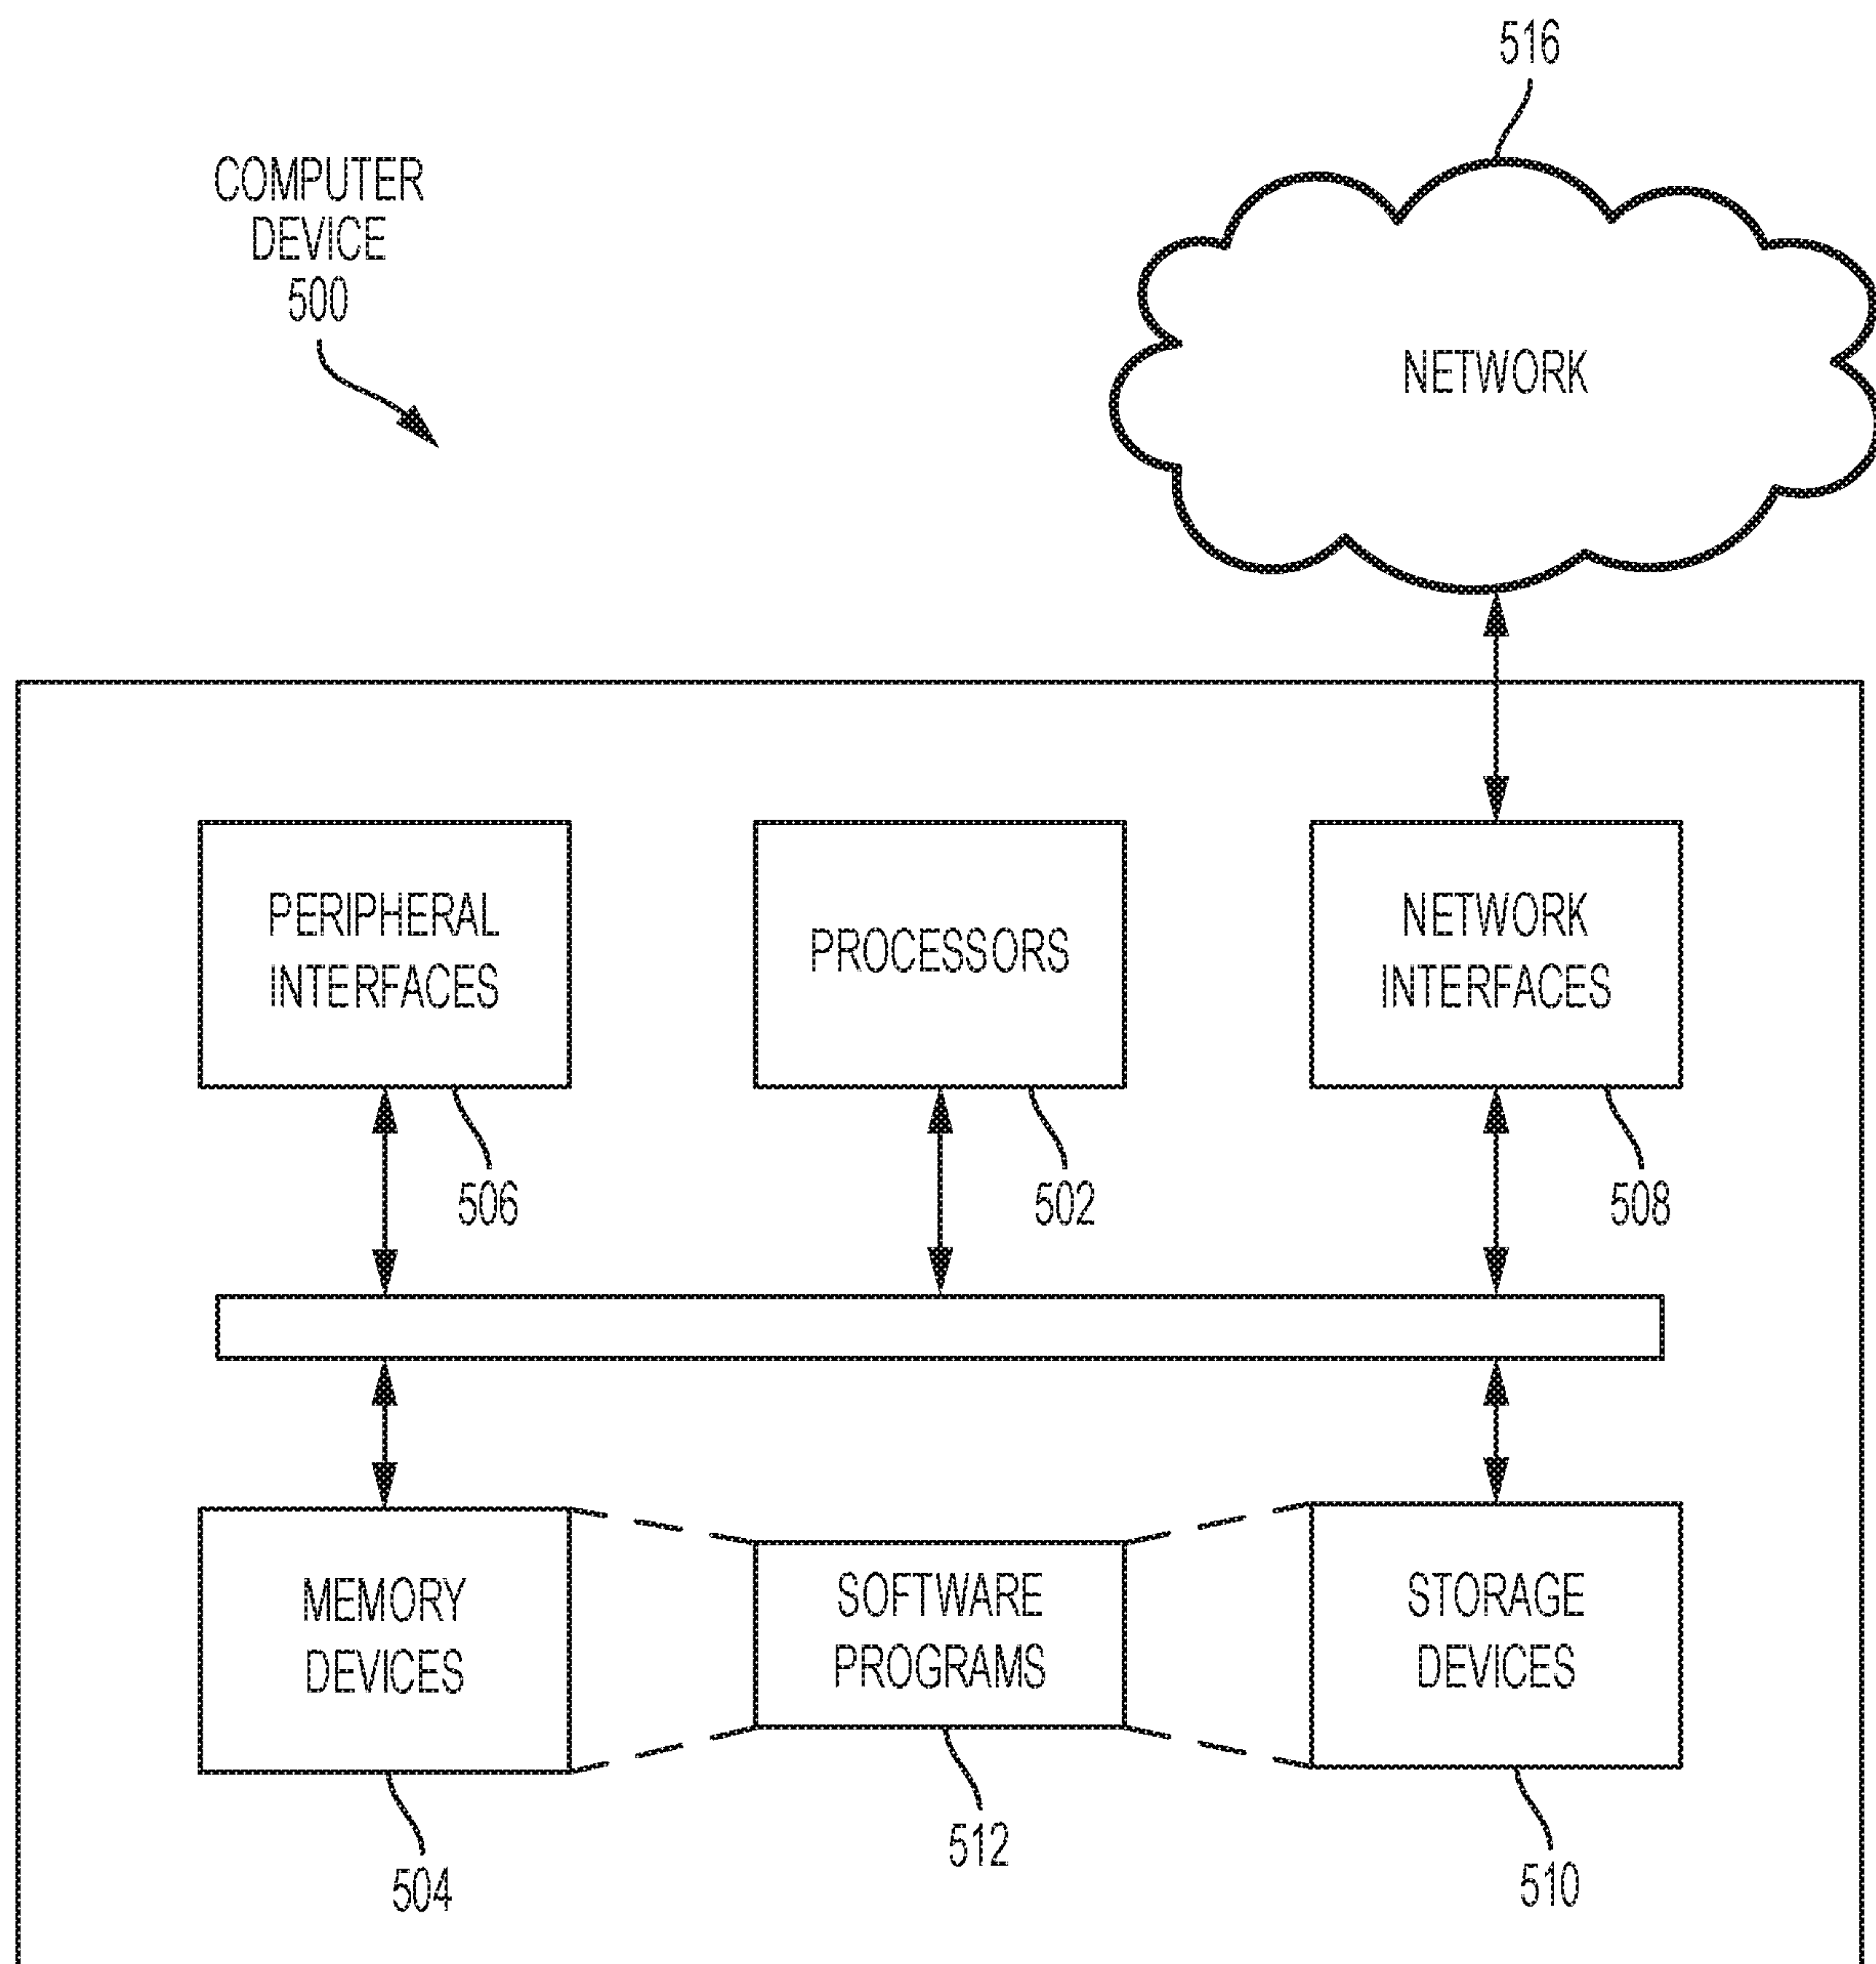 516
COMPUTER
DEVICE
500
NETWORK
PERIPHERAL
INTERFACES
PROCESSORS
NETWORK
INTERFACES
506
502
508
MEMORY
DEVICES
SOFTWARE
PROGRAMS
STORAGE
DEVICES
504
512
510